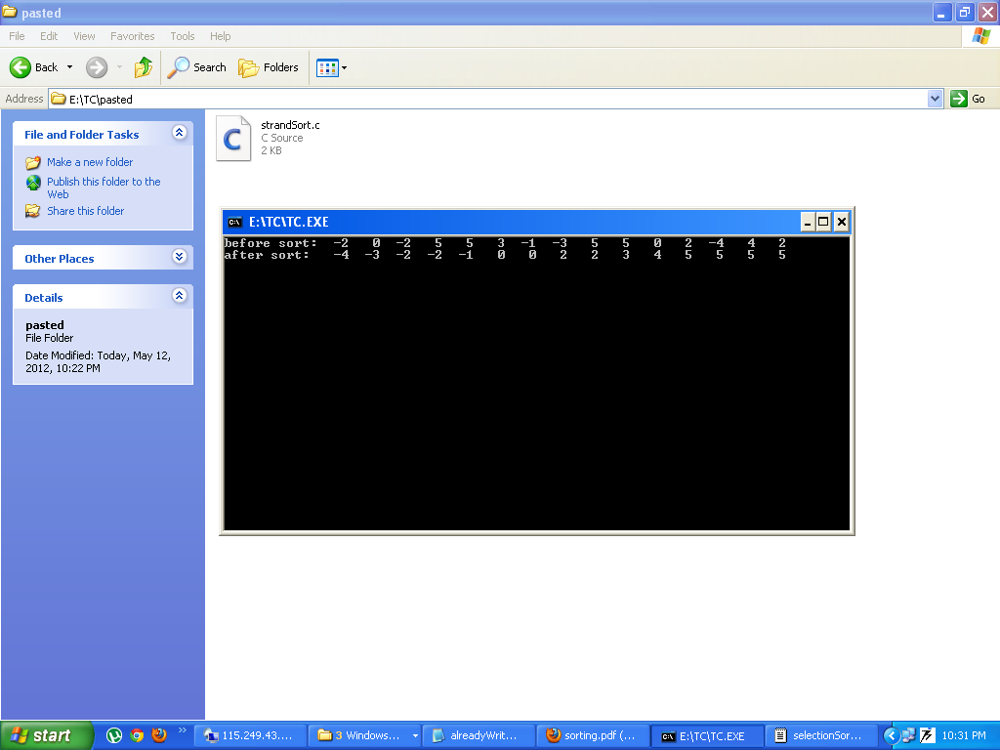 pasted
File Edit View Favorites Tools Help
Back Search Folders
Address E:\TC\pasted Go
File and Folder Tasks
Make a new folder
Publish this folder to the
Web
Share this folder
Other Places
Details
pasted
File Folder
Date Modified: Today, May 12,
2012, 10:22 PM
strandSort.c
C Source
2 KB
E:\TC\TC.EXE
before sort: -2 0 -2 5 5 3 -1 -3 5 5 0 2 -4 4 2
after sort: -4 -3 -2 -2 -1 0 0 2 2 3 4 5 5 5 5
start 115.249.43.... 3 Windows... alreadyWrit... sorting.pdf (... E:\TC\TC.EXE selectionSor... 10:31 PM